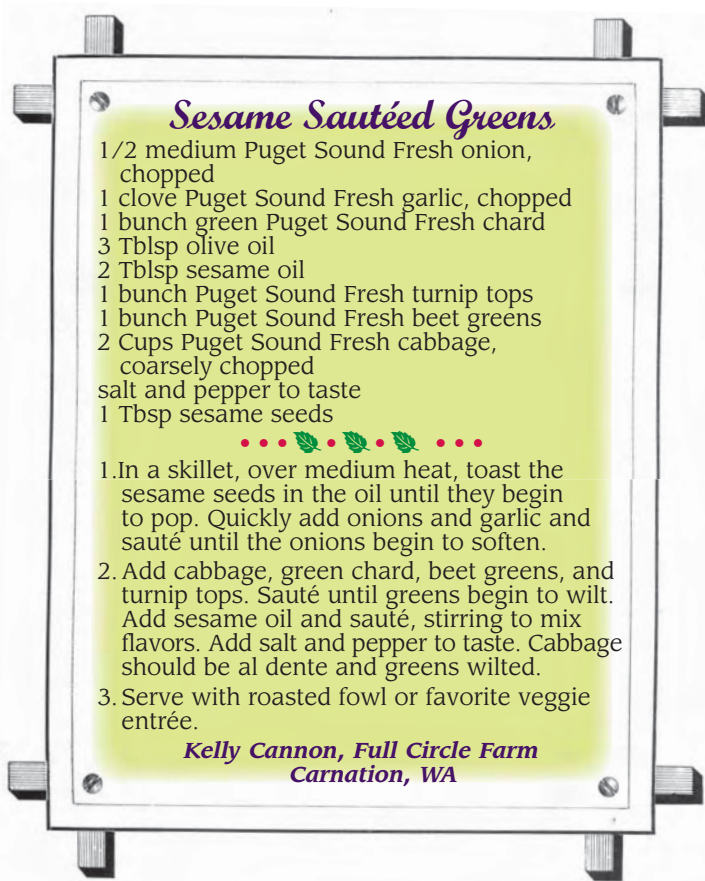 Sesame Sautéed Greens
1/2 medium Puget Sound Fresh onion,
chopped
1 clove Puget Sound Fresh garlic, chopped
1 bunch green Puget Sound Fresh chard
3 Tblsp olive oil
2 Tblsp sesame oil
1 bunch Puget Sound Fresh turnip tops
1 bunch Puget Sound Fresh beet greens
2 Cups Puget Sound Fresh cabbage,
coarsely chopped
salt and pepper to taste
1 Tbsp sesame seeds
1.In a skillet, over medium heat, toast the
sesame seeds in the oil until they begin
to pop. Quickly add onions and garlic and
sauté until the onions begin to soften.
2. Add cabbage, green chard, beet greens, and
turnip tops. Sauté until greens begin to wilt.
Add sesame oil and sauté, stirring to mix
flavors. Add salt and pepper to taste. Cabbage
should be al dente and greens wilted.
3. Serve with roasted fowl or favorite veggie
entrée.
Kelly Cannon, Full Circle Farm
Carnation, WA